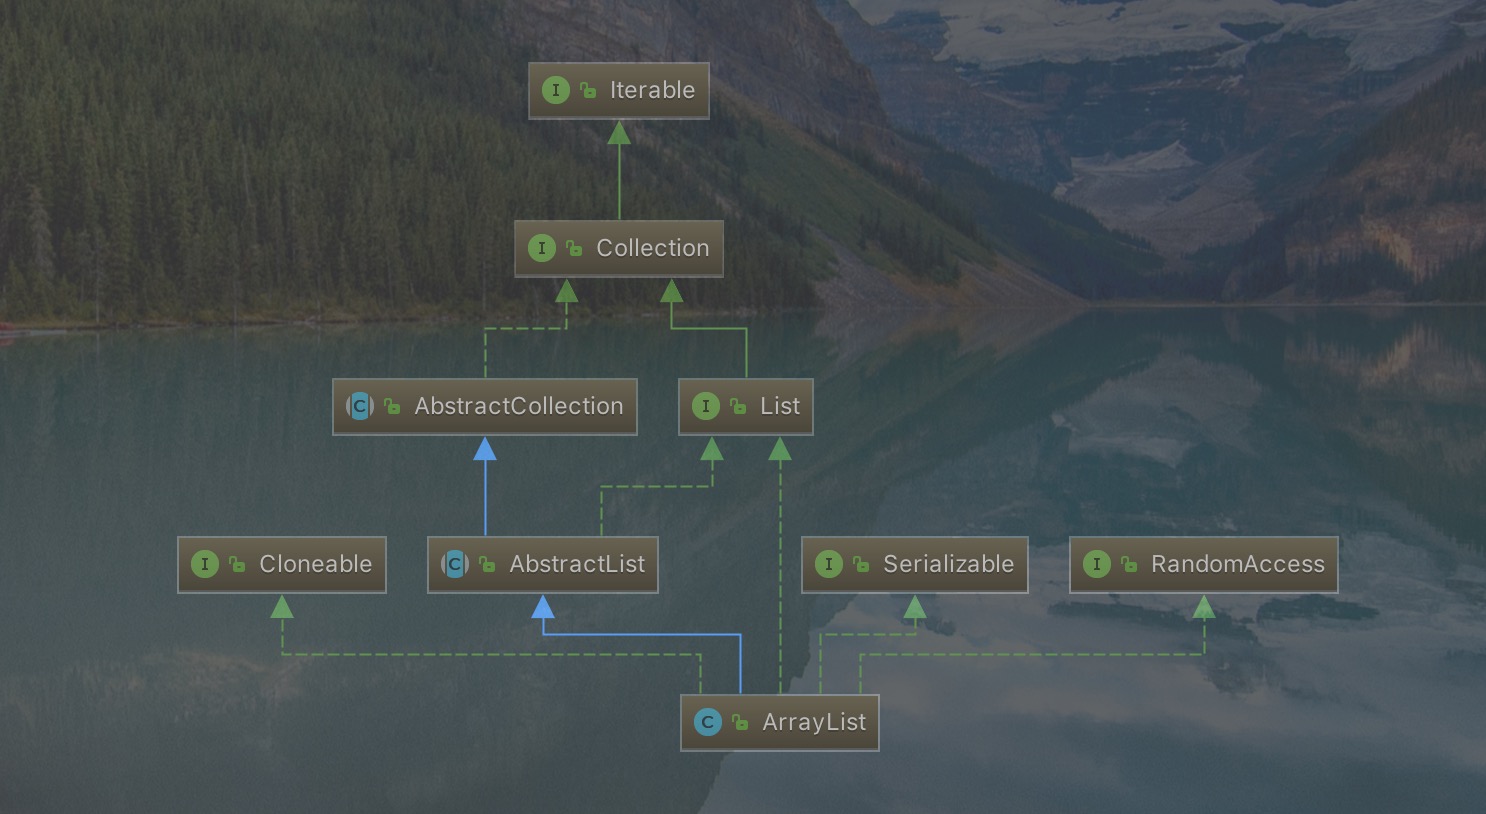 I Iterable
I Collection
C AbstractCollection
I List
I Cloneable
C AbstractList
I Serializable
I RandomAccess
C ArrayList